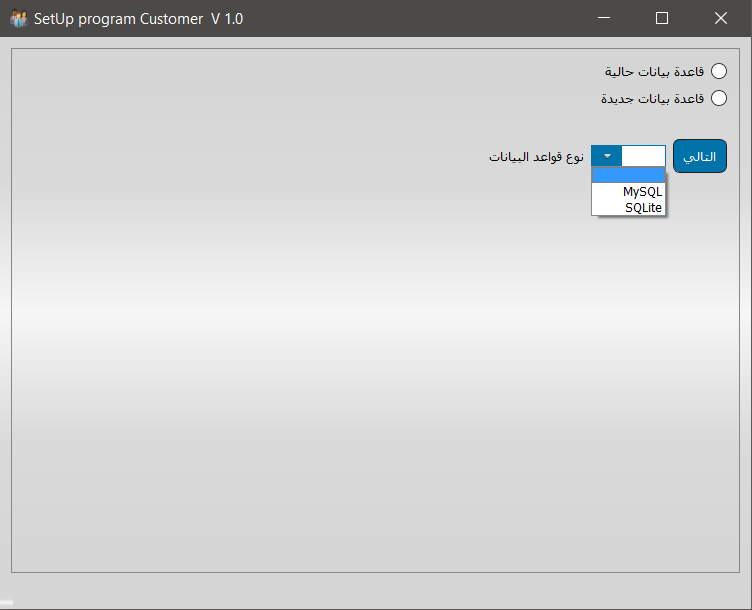 SetUp program Customer V 1.0
قاعدة بيانات حالية
قاعدة بيانات جديدة
التالي
نوع قواعد البيانات
MySQL
SQLite